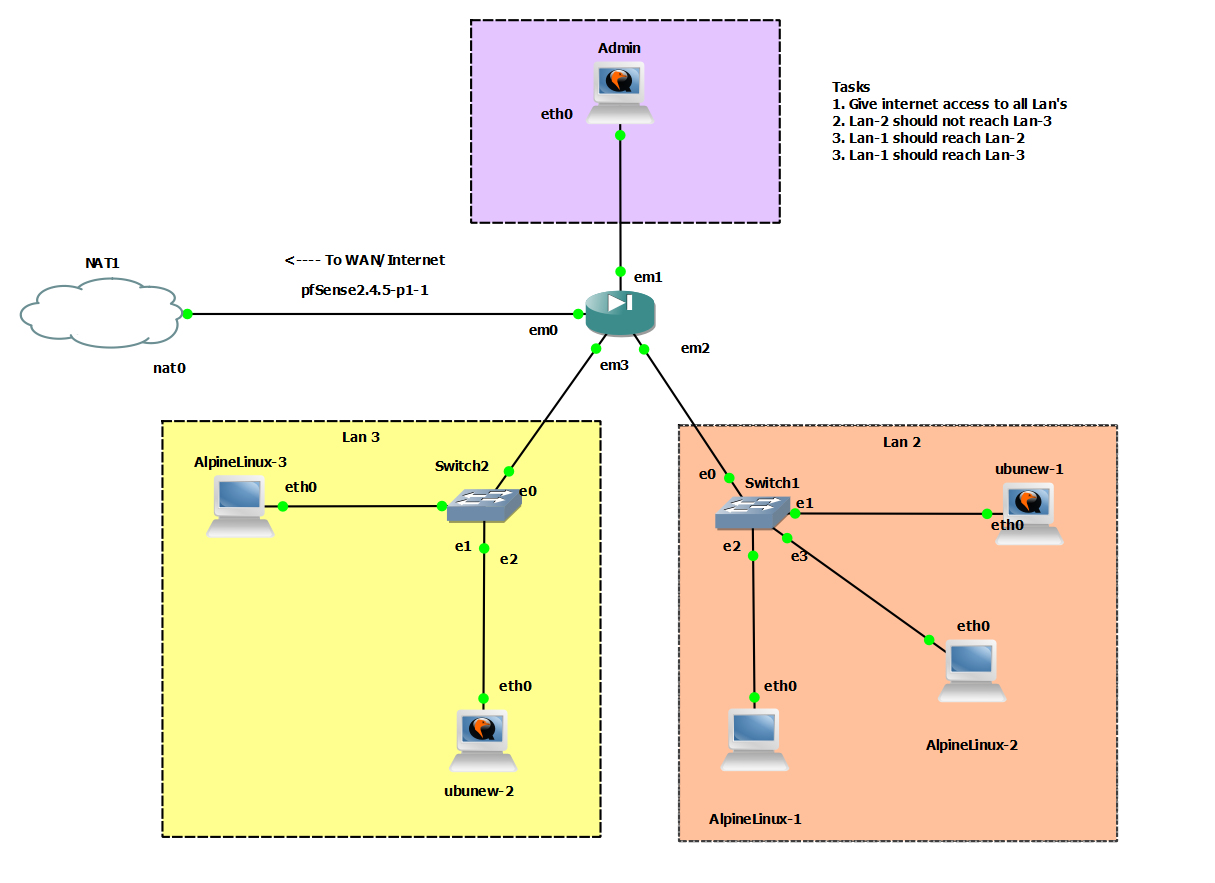 Admin
eth0
Tasks
1. Give internet access to all Lan's
2. Lan-2 should not reach Lan-3
3. Lan-1 should reach Lan-2
3. Lan-1 should reach Lan-3
NAT1
<---- To WAN/Internet
pfSense2.4.5-p1-1
em1
em0
nat0
em3
em2
Lan 3
AlpineLinux-3
eth0
Switch2
e0
e1
e2
eth0
ubunew-2
Lan 2
e0
Switch1
e1
ubunew-1
eth0
e2
e3
eth0
AlpineLinux-2
eth0
AlpineLinux-1